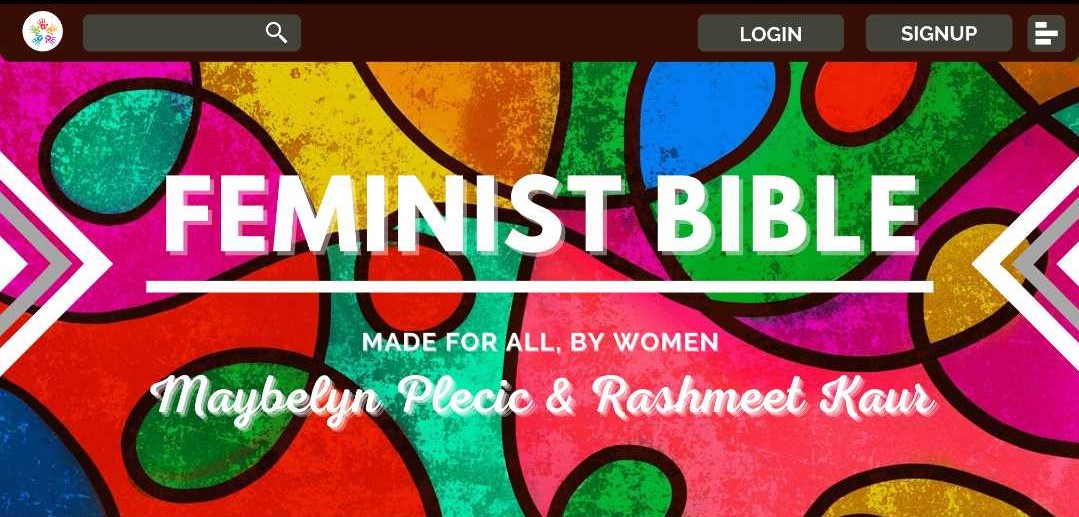 LOGIN
SIGNUP
FEMINIST BIBLE
MADE FOR ALL, BY WOMEN
Maybelyn Plecic & Rashmeet Kaur